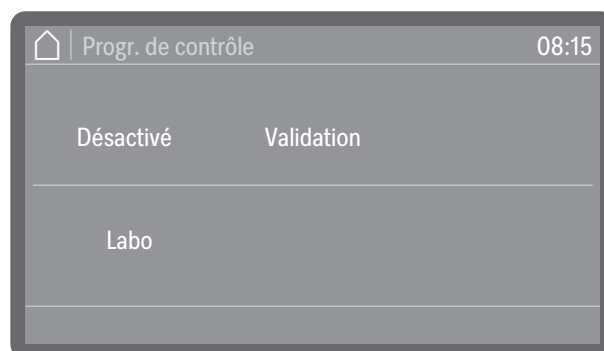 Progr. de contrôle 08:15
Désactivé Validation
Labo